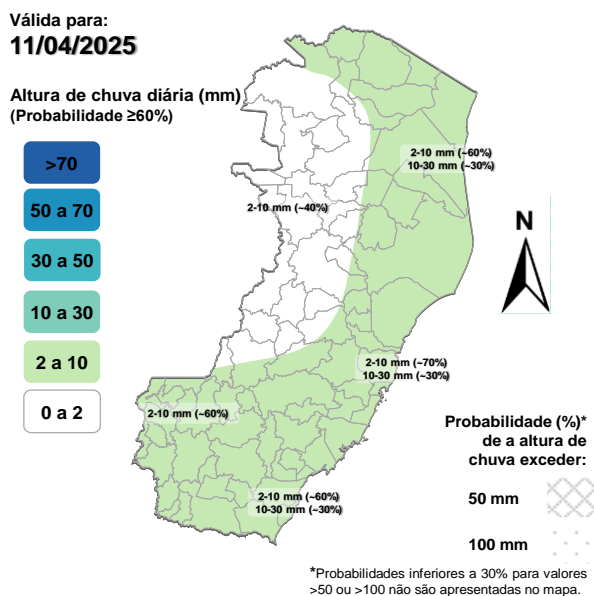 Válida para:
11/04/2025
Altura de chuva diária (mm)
(Probabilidade ≥60%)
>70
50 a 70
30 a 50
10 a 30
2 a 10
0 a 2
2-10 mm (~60%)
10-30 mm (~30%)
2-10 mm (~40%)
N
2-10 mm (~70%)
10-30 mm (~30%)
2-10 mm (~60%)
2-10 mm (~60%)
10-30 mm (~30%)
Probabilidade (%)*
de a altura de
chuva exceder:
50 mm
100 mm
*Probabilidades inferiores a 30% para valores
>50 ou >100 não são apresentadas no mapa.